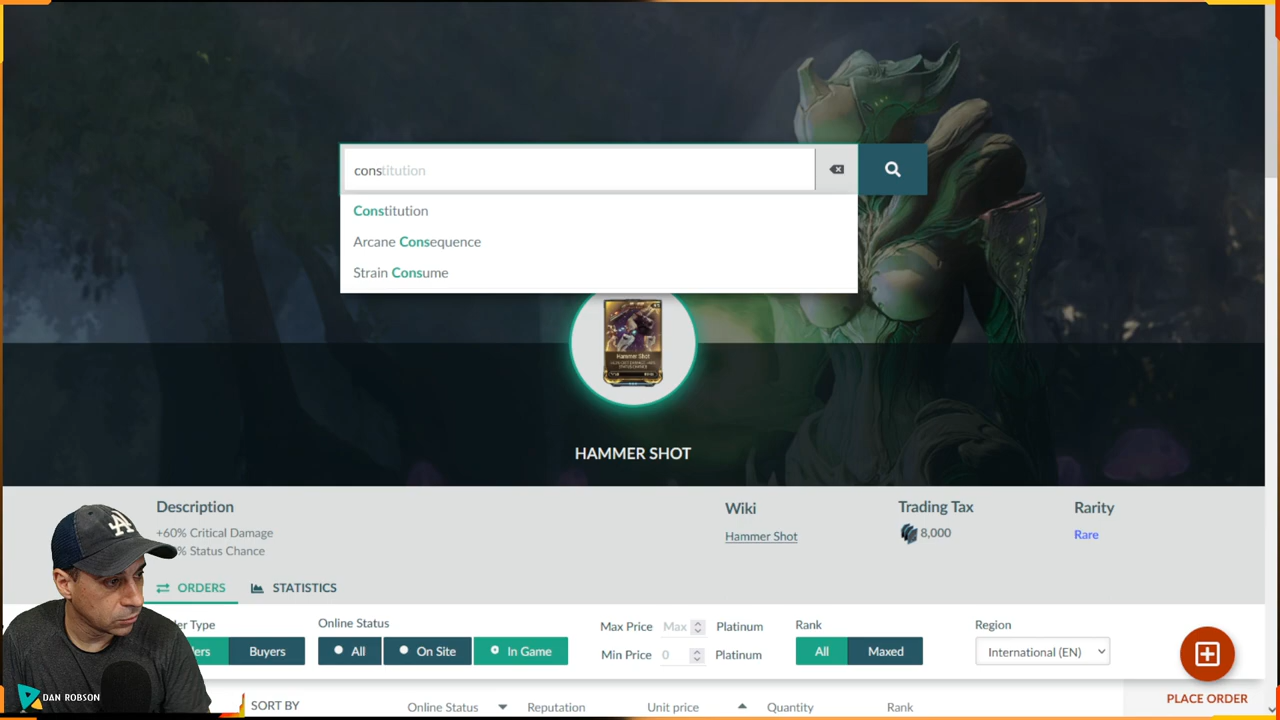 constitution
Constitution
Arcane Consequence
Strain Consume
Hammer Shot
HAMMER SHOT
Description
Wiki
Trading Tax
Rarity
+60% Critical Damage
Hammer Shot
8,000
Rare
Status Chance
ORDERS
STATISTICS
Type
Online Status
Max Price
Max
Platinum
Rank
Region
Buyers
All
On Site
In Game
Min Price
0
Platinum
All
Maxed
International (EN)
DAN ROBSON
SORT BY
Online Status
Reputation
Unit price
Quantity
Rank
PLACE ORDER